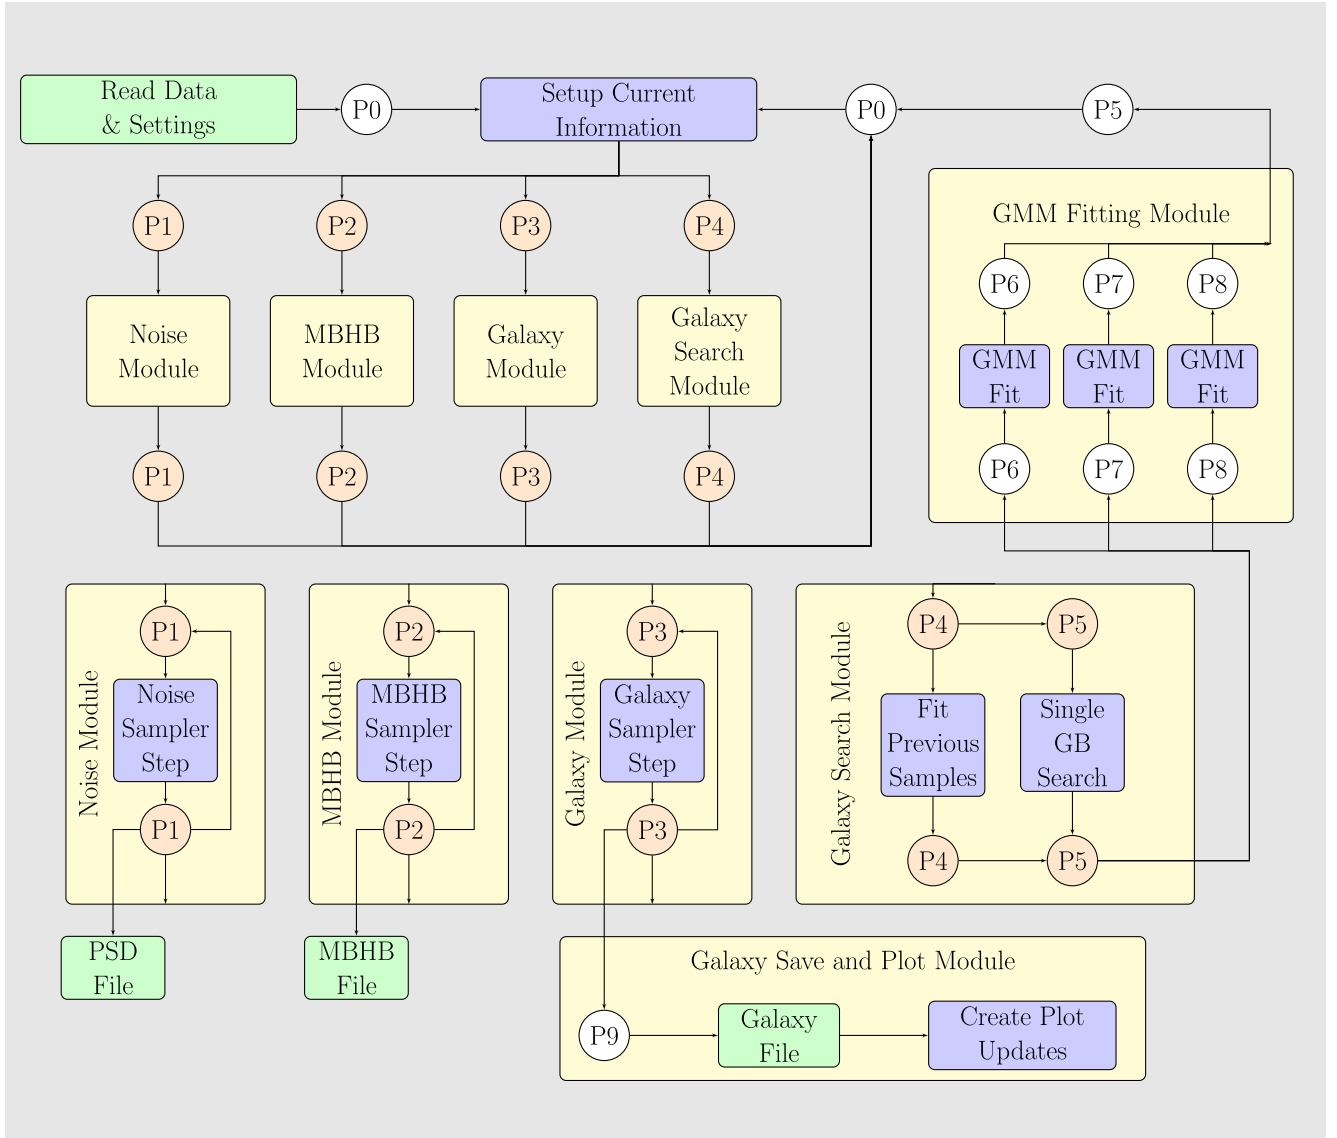 Read Data
& Settings
P0
Setup Current
Information
P0
P5
P1
P2
P3
P4
Noise
Module
MBHB
Module
Galaxy
Module
Galaxy
Search
Module
P1
P2
P3
P4
GMM Fitting Module
P6
P7
P8
GMM
Fit
GMM
Fit
GMM
Fit
P6
P7
P8
Noise Module
P1
Noise
Sampler
Step
P1
PSD
File
MBHB Module
P2
MBHB
Sampler
Step
P2
MBHB
File
Galaxy Module
P3
Galaxy
Sampler
Step
P3
Galaxy Search Module
P4
P5
Fit
Previous
Samples
Single
GB
Search
P4
P5
Galaxy Save and Plot Module
P9
Galaxy
File
Create Plot
Updates